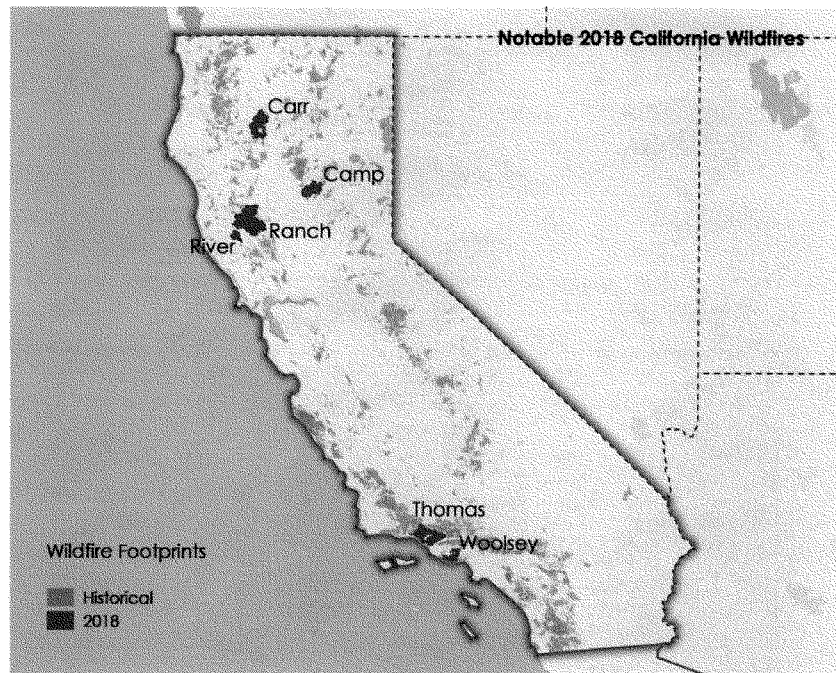 Notable 2018 California Wildfires
Carr
Camp
Ranch
River
Thomas
Woolsey
Wildfire Footprints
Historical
2018